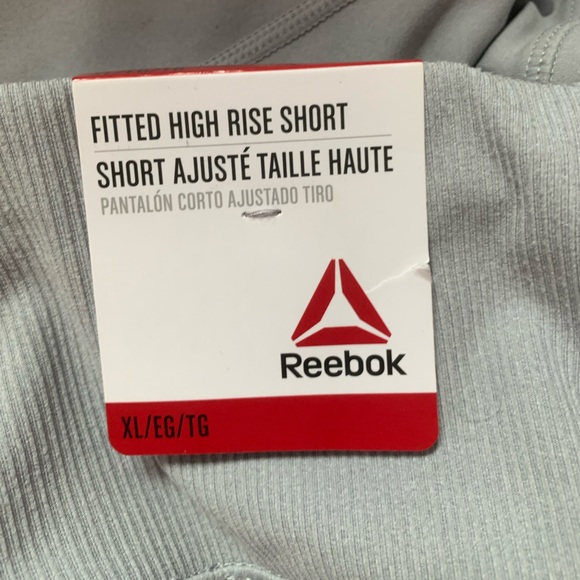 FITTED HIGH RISE SHORT
SHORT AJUSTÉ TAILLE HAUTE
PANTALÓN CORTO AJUSTADO TIRO
Reebok
XL/EG/TG